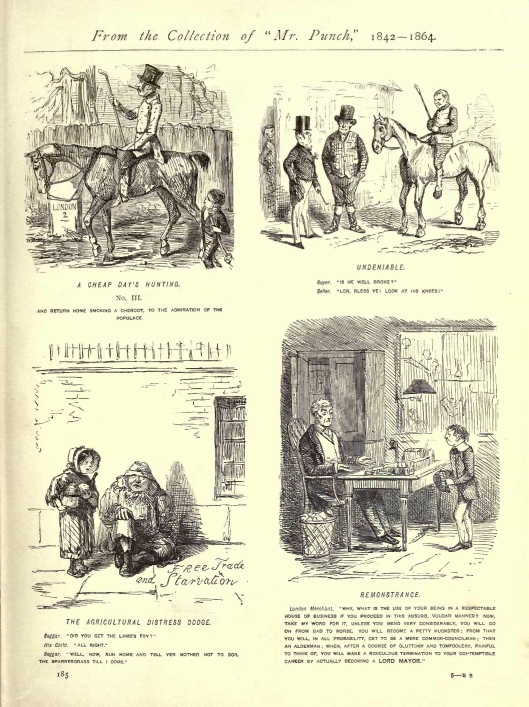 From the Collection of "Mr. Punch," 1842—1864.
LONDON
2
A CHEAP DAY'S HUNTING.
No. III.
AND RETURN HOME SMOKING A CHEROOT, TO THE ADMIRATION OF THE
POPULACE.
UNDENIABLE.
Buyer. "IS HE WELL BROKE?"
Seller. "LOR, BLESS YE! LOOK AT HIS KNEES!"
FREE Trade
and Starvation
THE AGRICULTURAL DISTRESS DODGE.
Beggar. "DID YOU GET THE LAMB'S FRY?"
His Child. "ALL RIGHT."
Beggar. "WELL, NOW, RUN HOME AND TELL YER MOTHER NOT TO SOIL
THE SPARRERGRASS TILL I COME."
REMONSTRANCE.
London Merchant. "WHY, WHAT IS THE USE OF YOUR BEING IN A RESPECTABLE
HOUSE OF BUSINESS IF YOU PROCEED IN THIS ABSURD, VULGAR MANNER? NOW,
TAKE MY WORD FOR IT, UNLESS YOU MEND VERY CONSIDERABLY, YOU WILL GO
ON FROM BAD TO WORSE. YOU WILL BECOME A PETTY HUCKSTER; FROM THAT
YOU WILL, IN ALL PROBABILITY, GET TO BE A MERE COMMON-COUNCILMAN; THEN
AN ALDERMAN; WHEN, AFTER A COURSE OF GLUTTONY AND TOMFOOLERY, PAINFUL
TO THINK OF, YOU WILL MAKE A RIDICULOUS TERMINATION TO YOUR CONTEMPTIBLE
CAREER BY ACTUALLY BECOMING A LORD MAYOR."
185